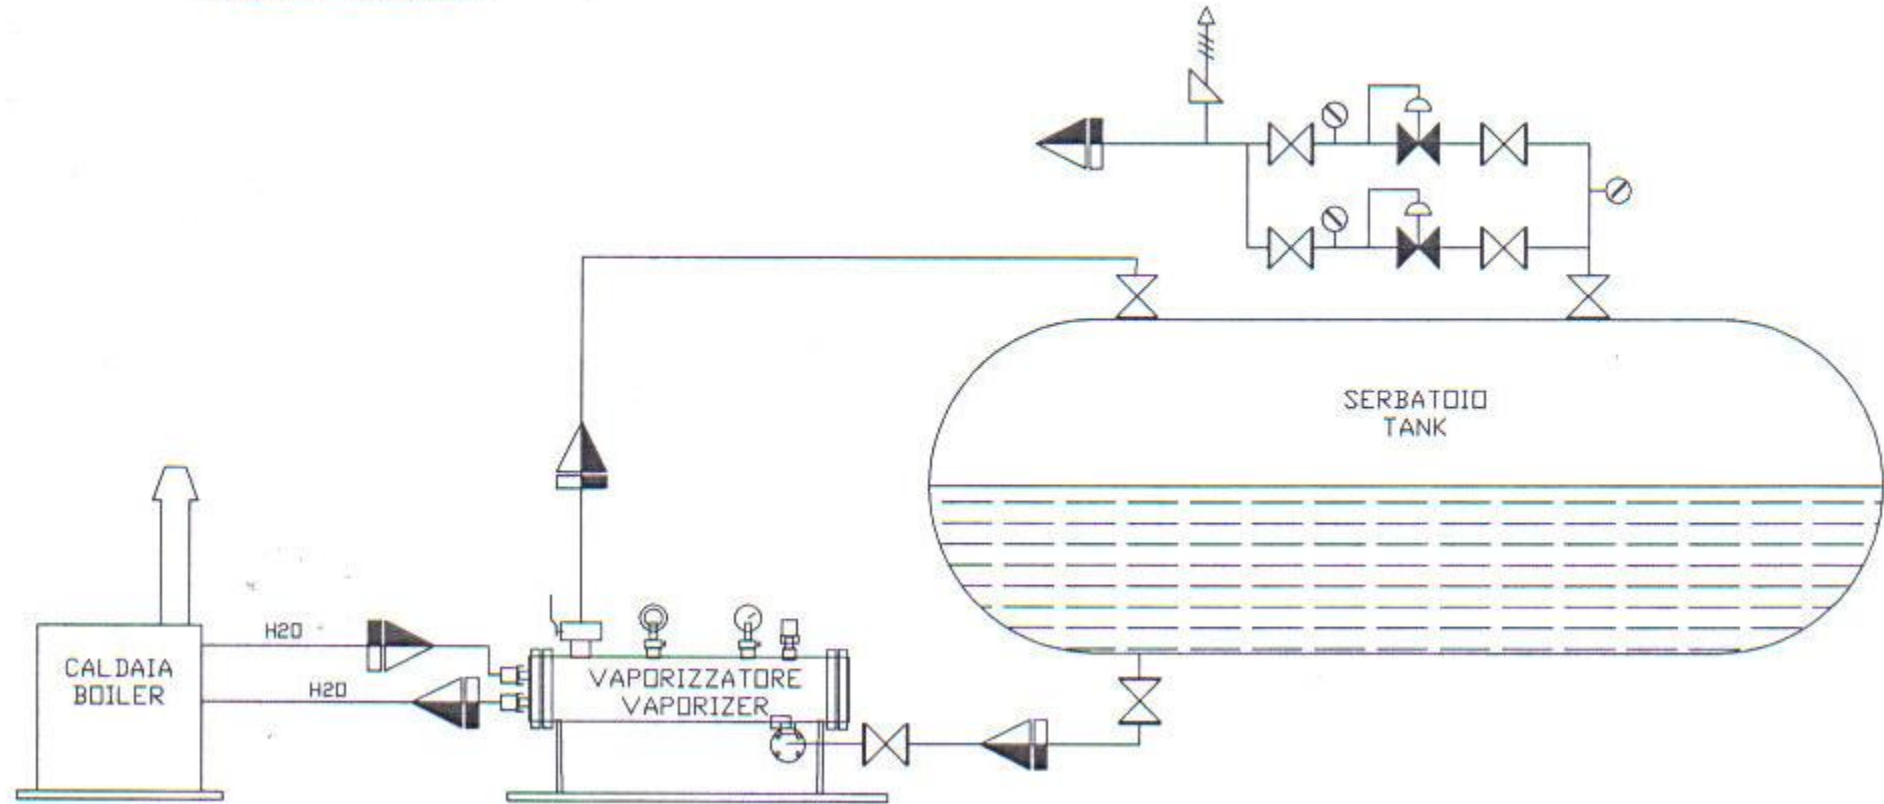 SERBATOIO
TANK
H2O
CALDAIA
BOILER
H2O
VAPORIZZATORE
VAPORIZER